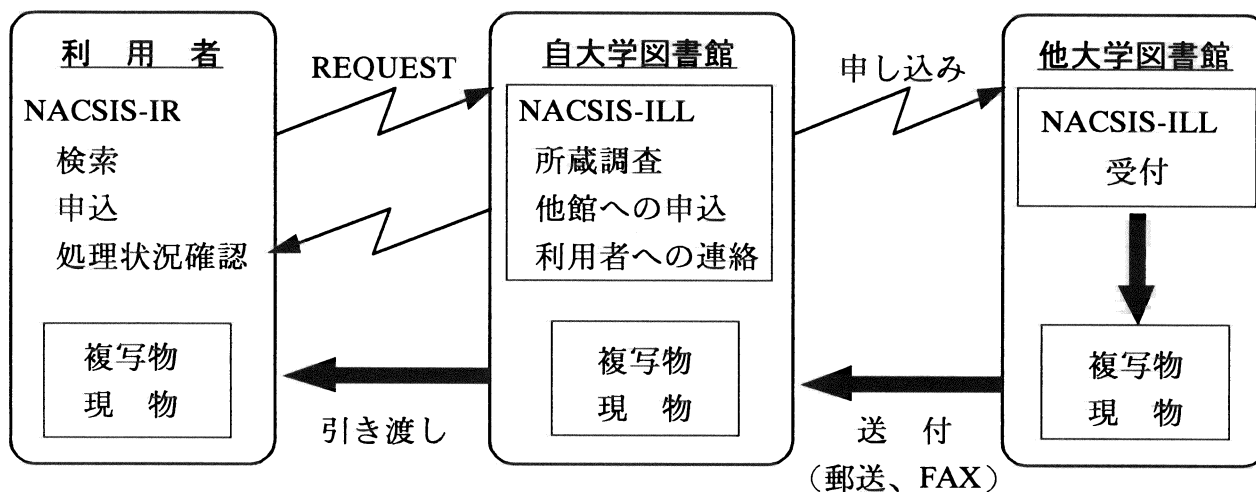 利　用　者
NACSIS-IR
検索
申込
処理状況確認
複写物
現　物
REQUEST
引き渡し
自大学図書館
NACSIS-ILL
所蔵調査
他館への申込
利用者への連絡
複写物
現　物
申し込み
送　付
（郵送、FAX）
他大学図書館
NACSIS-ILL
受付
複写物
現　物